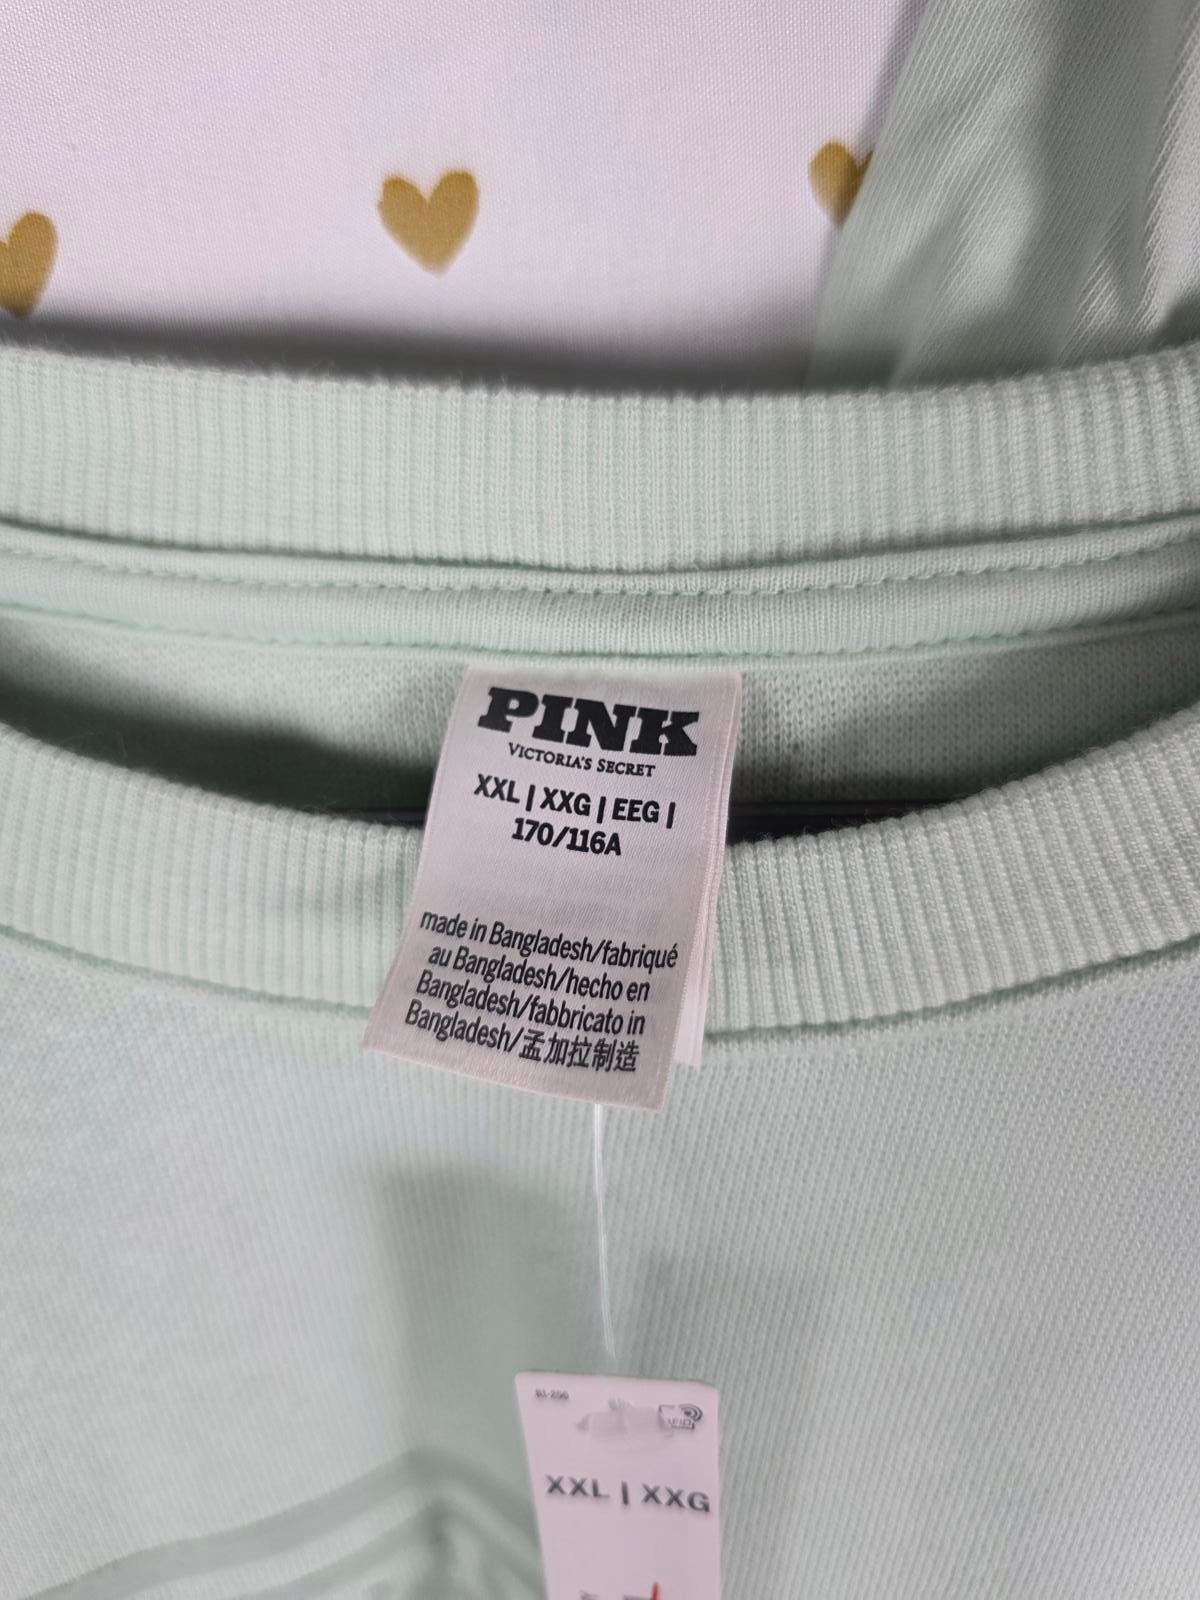 PINK
VICTORIA'S SECRET
XXL | XXG | EEG |
170/116A
made in Bangladesh/fabriqué
au Bangladesh/hecho en
Bangladesh/fabbricato in
Bangladesh/孟加拉制造
RFID
XXL | XXG